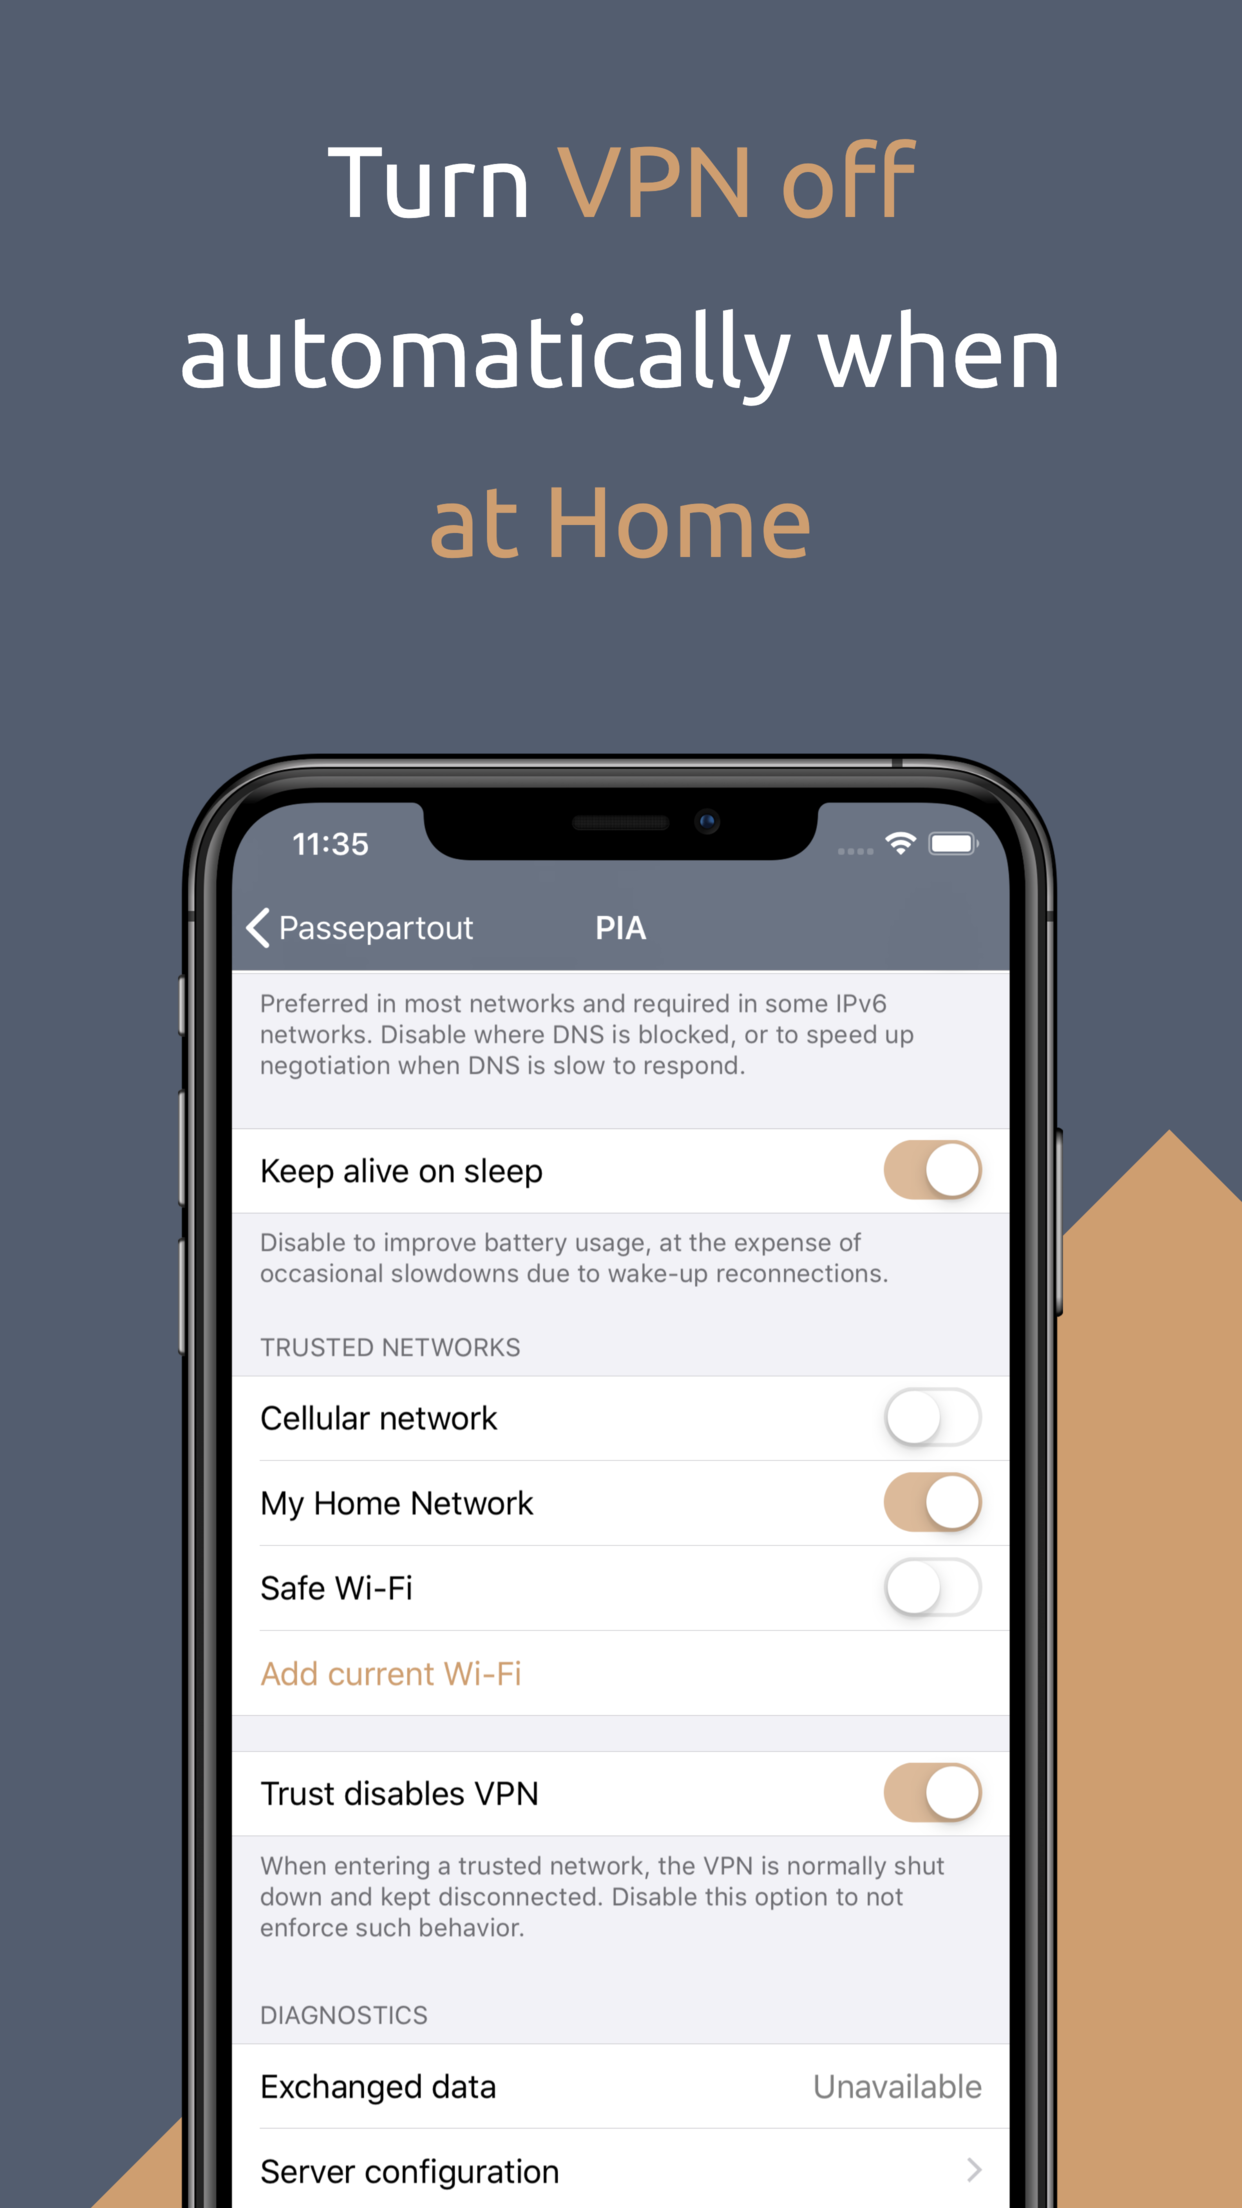 Turn VPN off
automatically when
at Home
11:35
Passepartout
PIA
Preferred in most networks and required in some IPv6
networks. Disable where DNS is blocked, or to speed up
negotiation when DNS is slow to respond.
Keep alive on sleep
Disable to improve battery usage, at the expense of
occasional slowdowns due to wake-up reconnections.
TRUSTED NETWORKS
Cellular network
My Home Network
Safe Wi-Fi
Add current Wi-Fi
Trust disables VPN
When entering a trusted network, the VPN is normally shut
down and kept disconnected. Disable this option to not
enforce such behavior.
DIAGNOSTICS
Exchanged data Unavailable
Server configuration